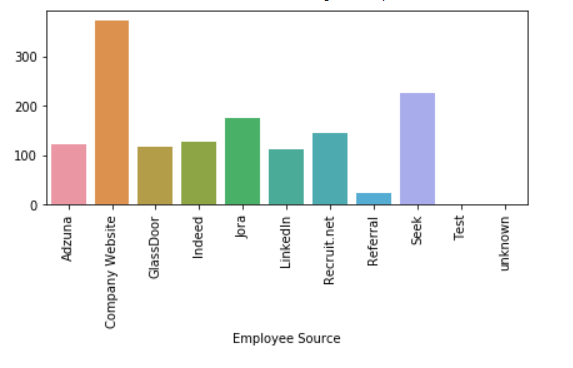 300
200
100
0
Adzuna
Company Website
GlassDoor
Indeed
Jora
LinkedIn
Recruit.net
Referral
Seek
Test
unknown
Employee Source